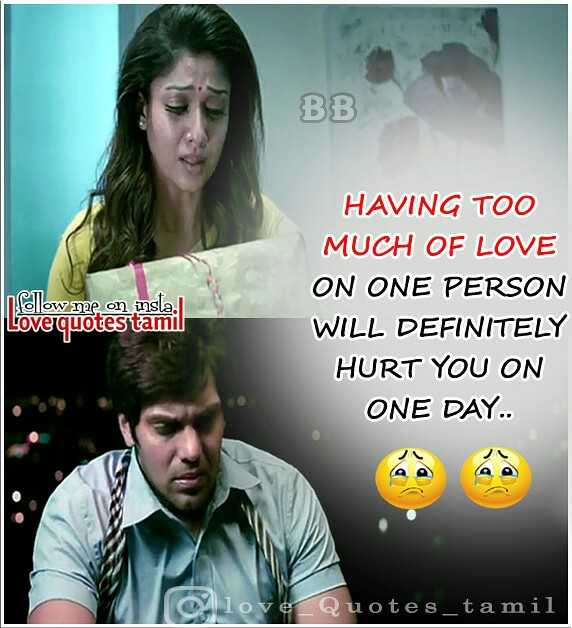 BB
HAVING TOO
MUCH OF LOVE
ON ONE PERSON
WILL DEFINITELY
HURT YOU ON
ONE DAY..
follow me on insta
Love quotes tamil
love_Quotes_tamil